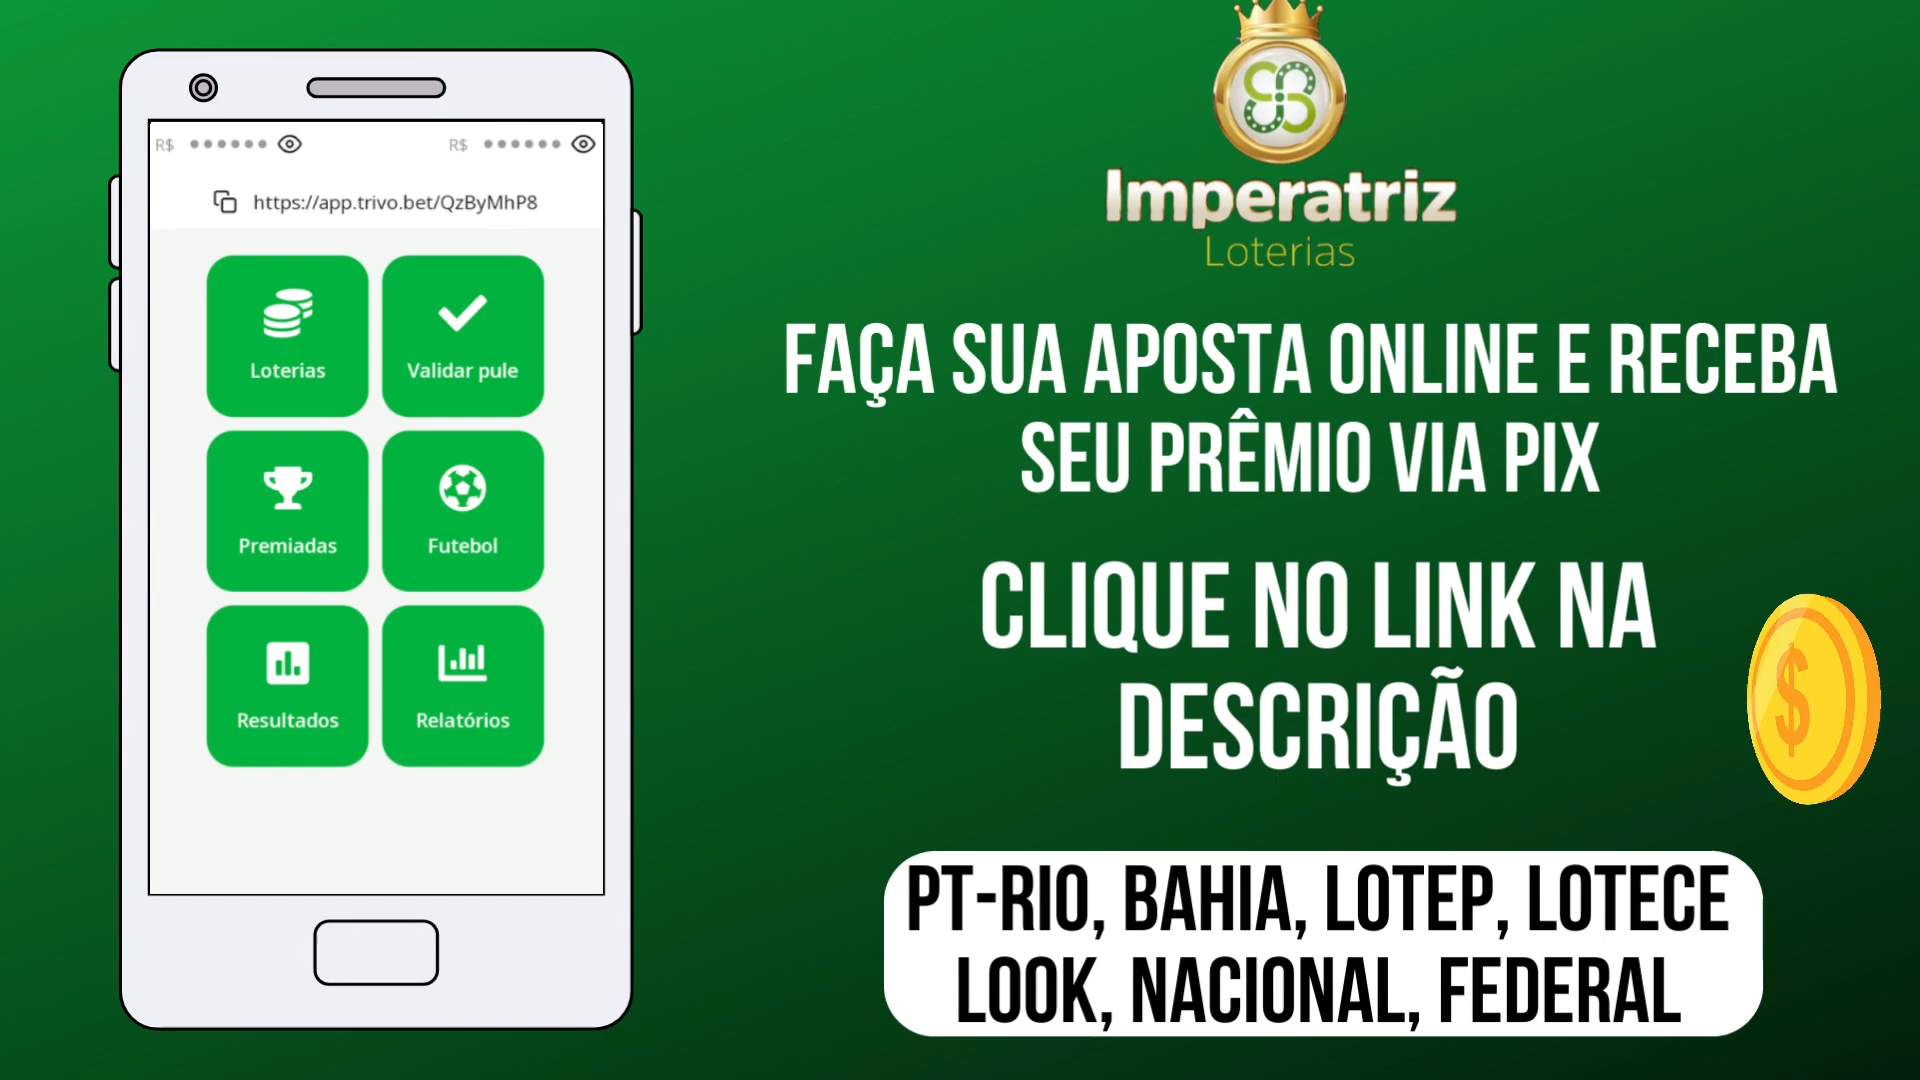 R$ •••••• R$ ••••••
https://app.trivo.bet/QzByMhP8
Loterias
Validar pule
Premiadas
Futebol
Resultados
Relatórios
Imperatriz
Loterias
FAÇA SUA APOSTA ONLINE E RECEBA
SEU PRÊMIO VIA PIX
CLIQUE NO LINK NA
DESCRIÇÃO
$
PT-RIO, BAHIA, LOTEP, LOTECE
LOOK, NACIONAL, FEDERAL